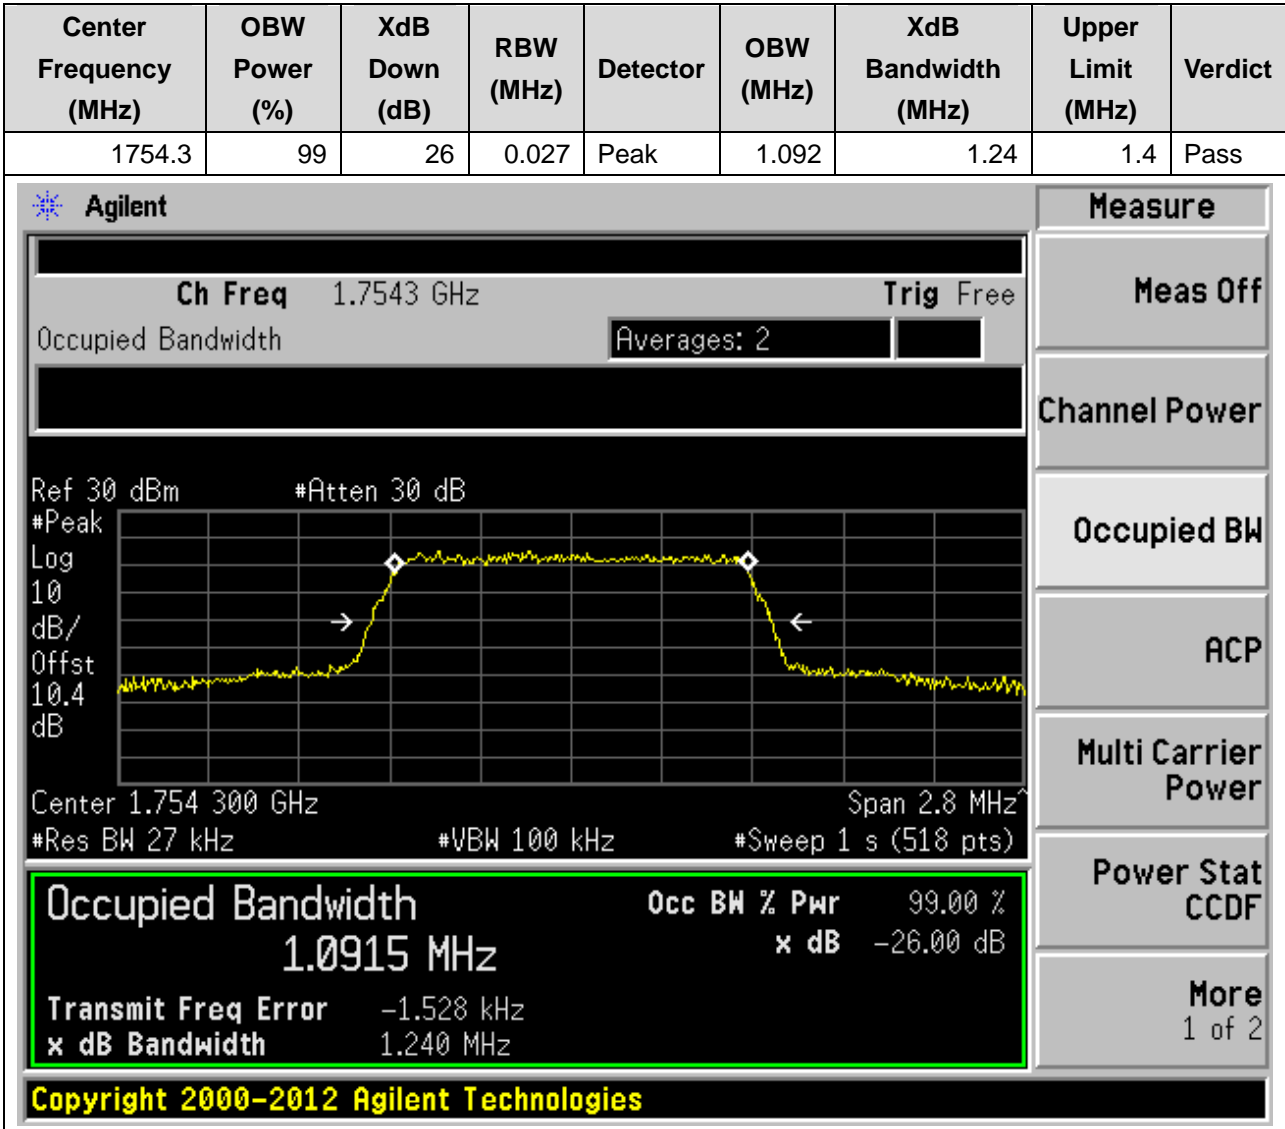 Center Frequency (MHz) OBW Power (%) XdB Down (dB) RBW (MHz) Detector OBW (MHz) XdB Bandwidth (MHz) Upper Limit (MHz) Verdict
1754.3 99 26 0.027 Peak 1.092 1.24 1.4 Pass
Agilent
Measure
Ch Freq 1.7543 GHz Trig Free
Meas Off
Occupied Bandwidth Averages: 2
Channel Power
Ref 30 dBm #Atten 30 dB
#Peak
Log
10
dB/
Offst
10.4
dB
Occupied BW
ACP
Multi Carrier
Power
Center 1.754 300 GHz Span 2.8 MHz^
#Res BW 27 kHz #VBW 100 kHz #Sweep 1 s (518 pts)
Power Stat
CCDF
Occupied Bandwidth Occ BW % Pwr 99.00 %
1.0915 MHz x dB -26.00 dB
Transmit Freq Error -1.528 kHz
x dB Bandwidth 1.240 MHz
More
1 of 2
Copyright 2000-2012 Agilent Technologies